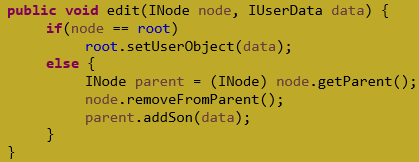 public void edit(INode node, IUserData data) {
if(node == root)
root.setUserObject(data);
else {
INode parent = (INode) node.getParent();
node.removeFromParent();
parent.addSon(data);
}
}